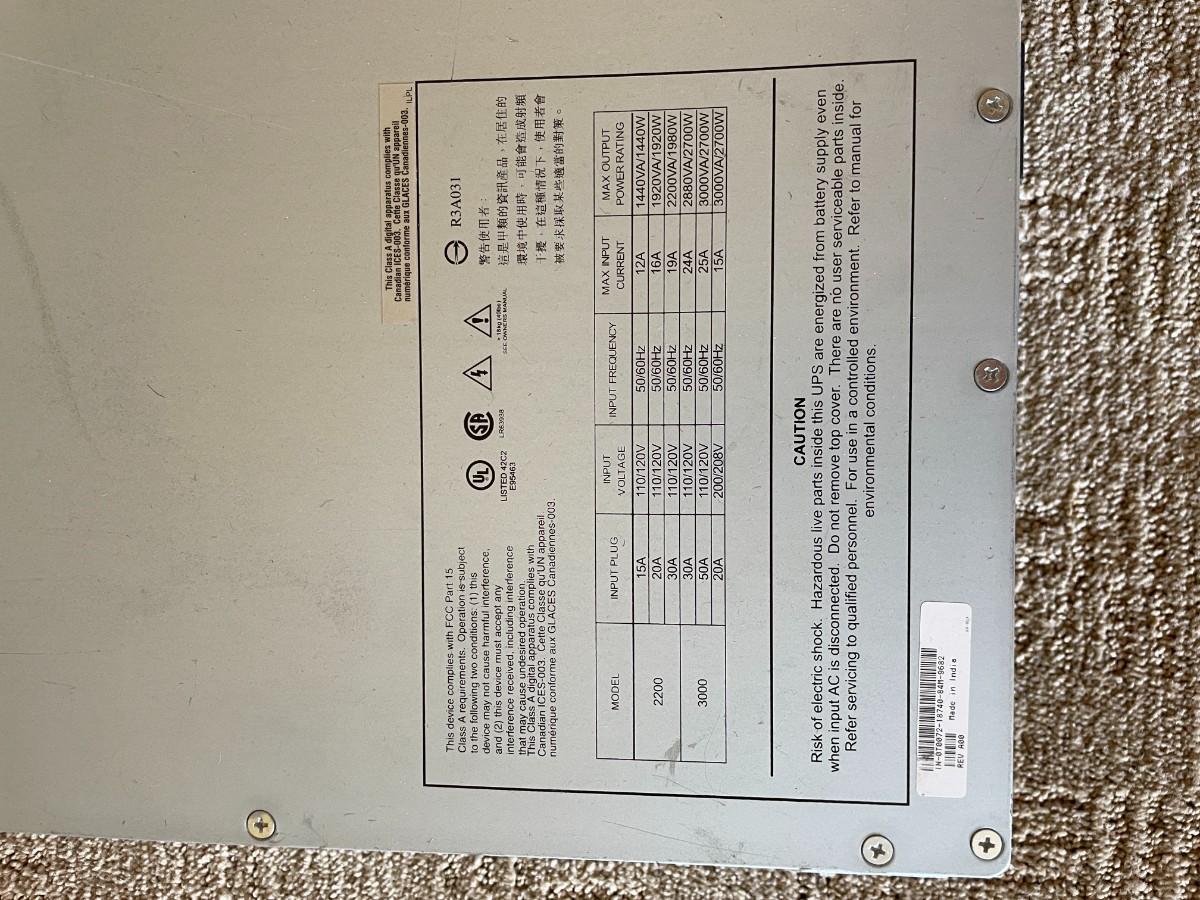 This Class A digital apparatus complies with
Canadian ICES-003. Cette Classe qu'UN appareil
numérique conforme aux GLACES Canadiennes-003. ILPL
This device complies with FCC Part 15
Class A requirements. Operation is subject
to the following two conditions: (1) this
device may not cause harmful interference,
and (2) this device must accept any
interference received, including interference
that may cause undesired operation.
This Class A digital apparatus complies with
Canadian ICES-003. Cette Classe qu'UN appareil
numérique conforme aux GLACES Canadiennes-003.
UL
LISTED 42C2
E95463
SA
LR63938
> 18kg (40lbs)
SEE OWNERS MANUAL
R3A031
警告使用者：
這是甲類的資訊產品，在居住的
環境中使用時，可能會造成射頻
干擾，在這種情況下，使用者會
被要求採取某些適當的對策。
MODEL INPUT PLUG INPUT VOLTAGE INPUT FREQUENCY MAX INPUT CURRENT MAX OUTPUT POWER RATING
2200 15A 110/120V 50/60Hz 12A 1440VA/1440W
20A 110/120V 50/60Hz 16A 1920VA/1920W
30A 110/120V 50/60Hz 19A 2200VA/1980W
3000 30A 110/120V 50/60Hz 24A 2880VA/2700W
50A 110/120V 50/60Hz 25A 3000VA/2700W
20A 200/208V 50/60Hz 15A 3000VA/2700W
CAUTION
Risk of electric shock. Hazardous live parts inside this UPS are energized from battery supply even
when input AC is disconnected. Do not remove top cover. There are no user serviceable parts inside.
Refer servicing to qualified personnel. For use in a controlled environment. Refer to manual for
environmental conditions.
IN-0T0072-18740-84M-9682
REV A00 Made in India